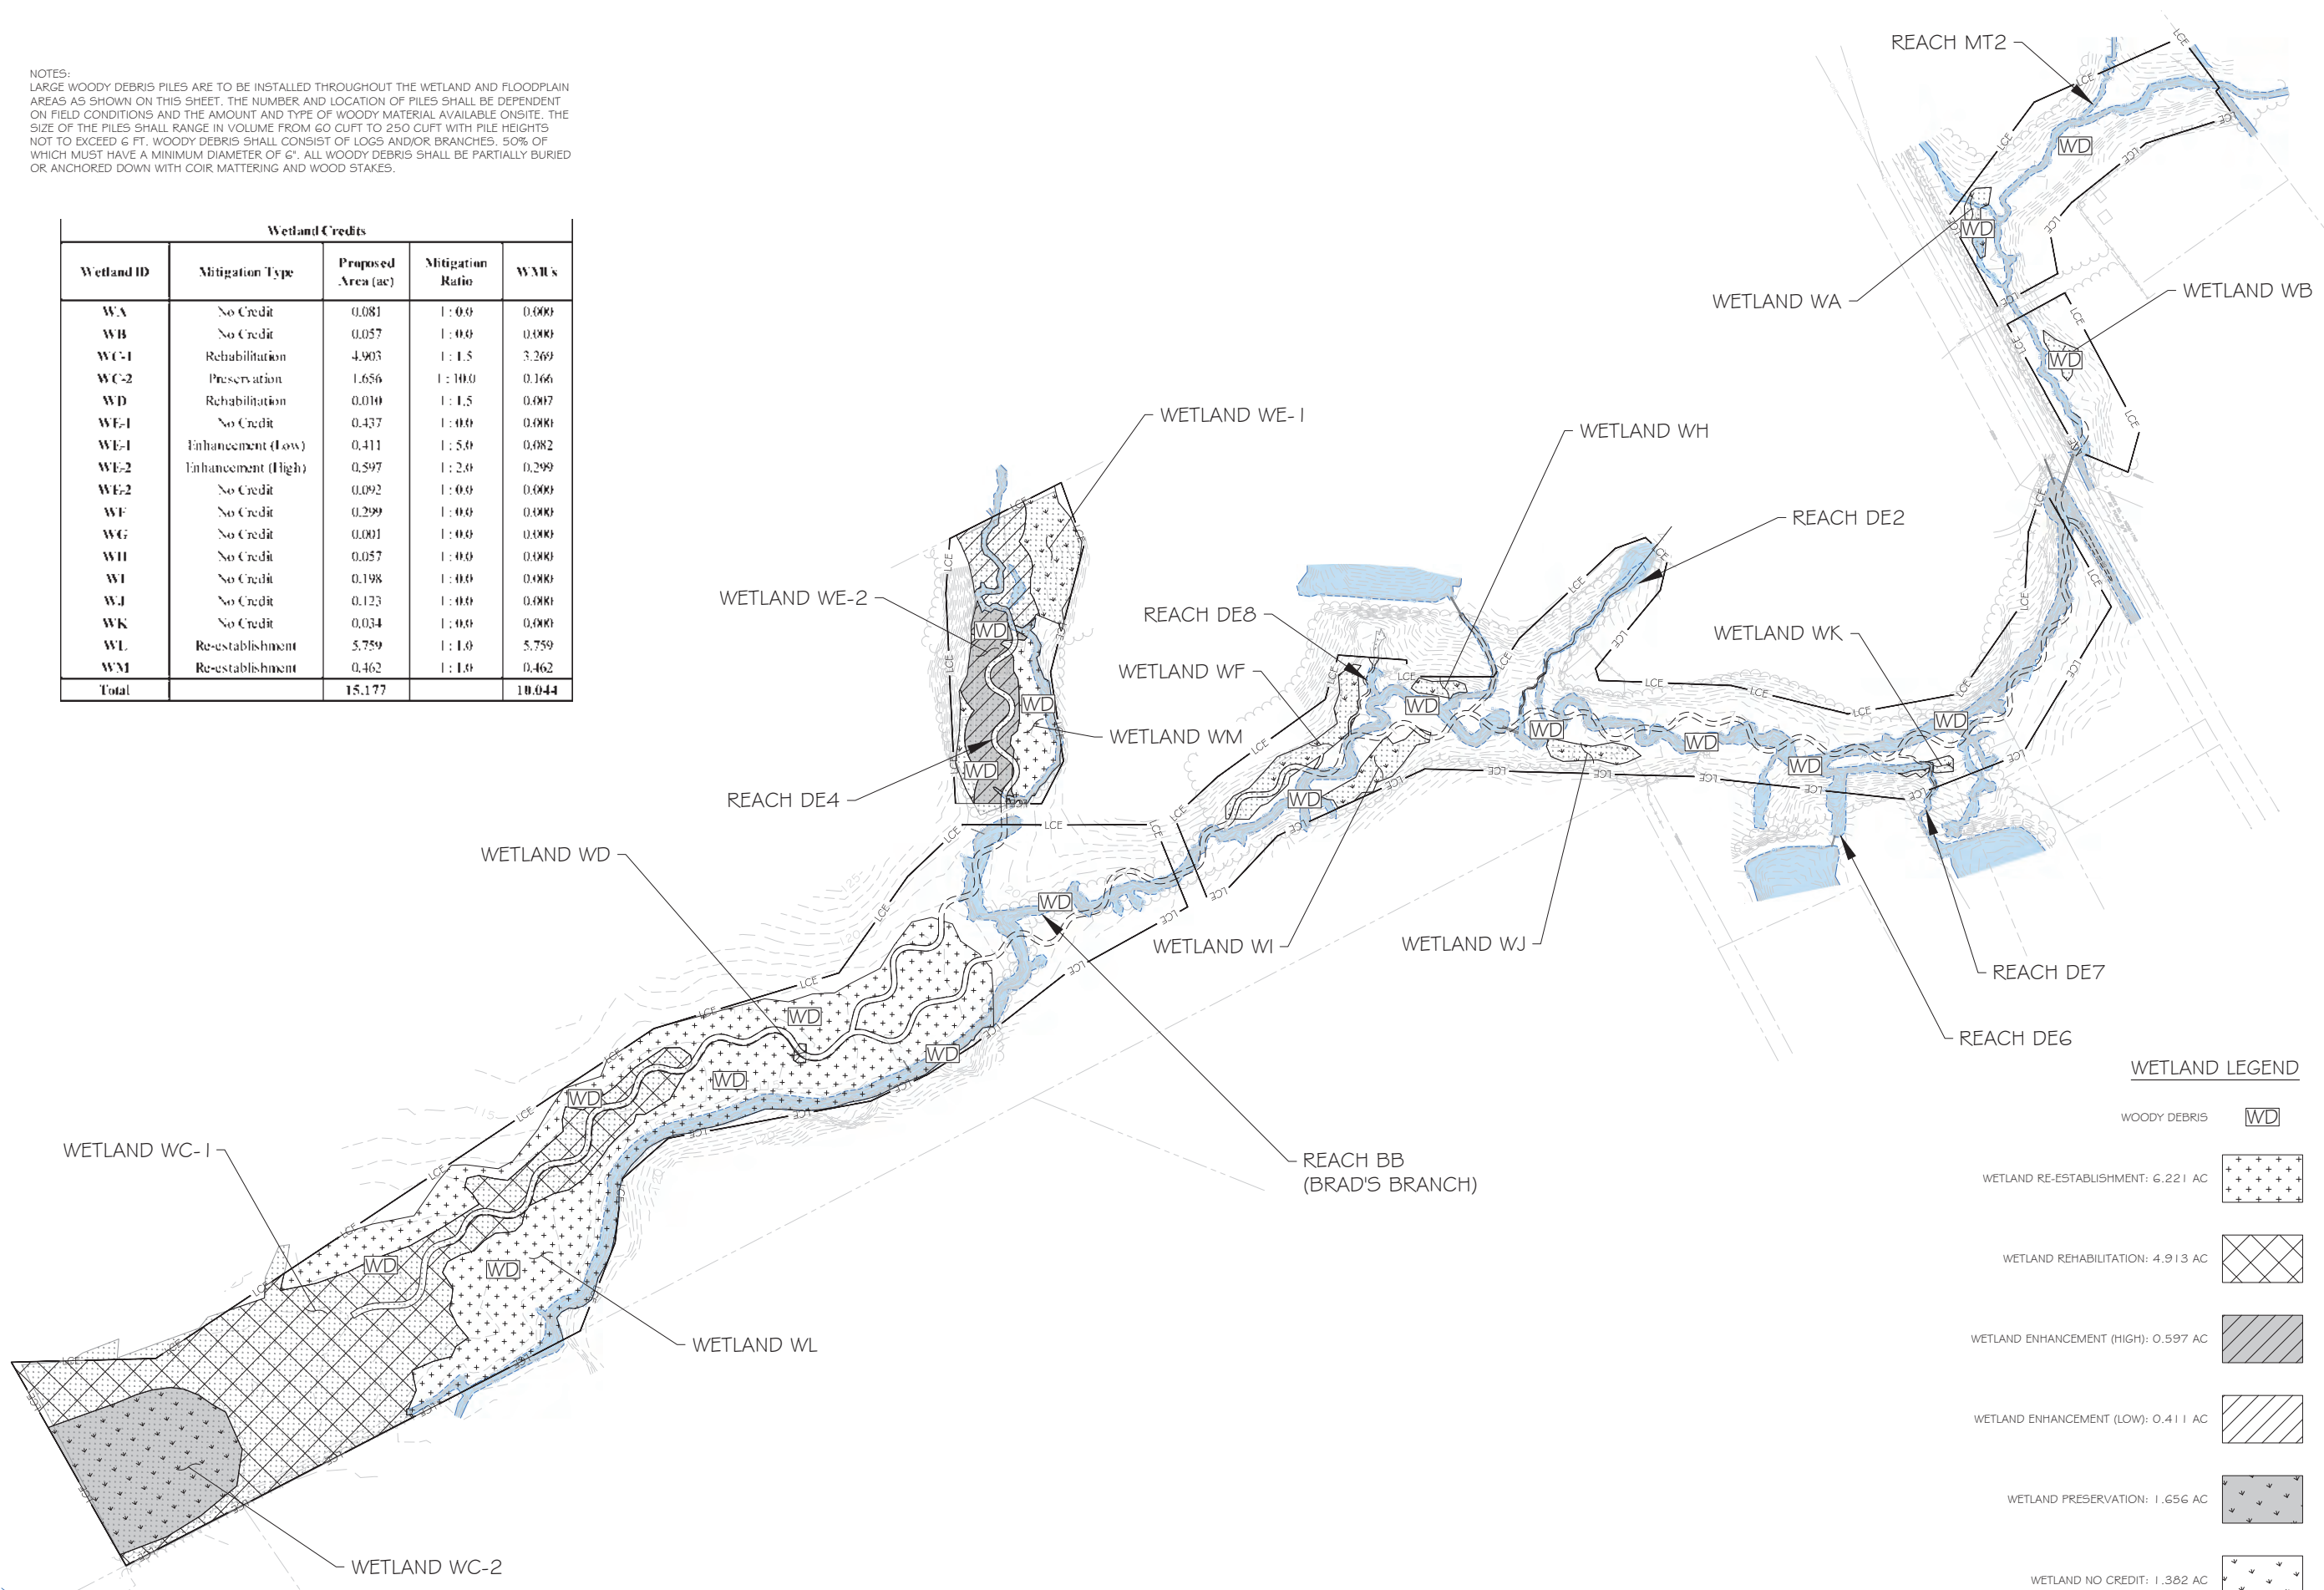 NOTES:
LARGE WOODY DEBRIS PILES ARE TO BE INSTALLED THROUGHOUT THE WETLAND AND FLOODPLAIN
AREAS AS SHOWN ON THIS SHEET. THE NUMBER AND LOCATION OF PILES SHALL BE DEPENDENT
ON FIELD CONDITIONS AND THE AMOUNT AND TYPE OF WOODY MATERIAL AVAILABLE ONSITE. THE
SIZE OF THE PILES SHALL RANGE IN VOLUME FROM 60 CUFT TO 250 CUFT WITH PILE HEIGHTS
NOT TO EXCEED 6 FT. WOODY DEBRIS SHALL CONSIST OF LOGS AND/OR BRANCHES. 50% OF
WHICH MUST HAVE A MINIMUM DIAMETER OF 6". ALL WOODY DEBRIS SHALL BE PARTIALLY BURIED
OR ANCHORED DOWN WITH COIR MATTERING AND WOOD STAKES.
Wetland Credits
Wetland ID Mitigation Type Proposed Area (ac) Mitigation Ratio WMUs
WA No Credit 0.081 1 : 0.0 0.000
WB No Credit 0.057 1 : 0.0 0.000
WC-1 Rehabilitation 4.903 1 : 1.5 3.269
WC-2 Preservation 1.656 1 : 10.0 0.166
WD Rehabilitation 0.010 1 : 1.5 0.007
WE-1 No Credit 0.437 1 : 0.0 0.000
WE-1 Enhancement (Low) 0.411 1 : 5.0 0.082
WE-2 Enhancement (High) 0.597 1 : 2.0 0.299
WE-2 No Credit 0.092 1 : 0.0 0.000
WF No Credit 0.299 1 : 0.0 0.000
WG No Credit 0.001 1 : 0.0 0.000
WH No Credit 0.057 1 : 0.0 0.000
WI No Credit 0.198 1 : 0.0 0.000
WJ No Credit 0.123 1 : 0.0 0.000
WK No Credit 0.034 1 : 0.0 0.000
WL Re-establishment 5.759 1 : 1.0 5.759
WM Re-establishment 0.462 1 : 1.0 0.462
Total 15.177 10.044
REACH MT2
WETLAND WA
WETLAND WB
WETLAND WE-1
WETLAND WH
REACH DE2
WETLAND WE-2
REACH DE8
WETLAND WK
WETLAND WF
WETLAND WM
REACH DE4
WETLAND WD
WETLAND WI
WETLAND WJ
REACH DE7
REACH DE6
WETLAND WC-1
REACH BB
(BRAD'S BRANCH)
WETLAND WL
WETLAND WC-2
WETLAND LEGEND
WOODY DEBRIS WD
WETLAND RE-ESTABLISHMENT: 6.221 AC
WETLAND REHABILITATION: 4.913 AC
WETLAND ENHANCEMENT (HIGH): 0.597 AC
WETLAND ENHANCEMENT (LOW): 0.411 AC
WETLAND PRESERVATION: 1.656 AC
WETLAND NO CREDIT: 1.382 AC